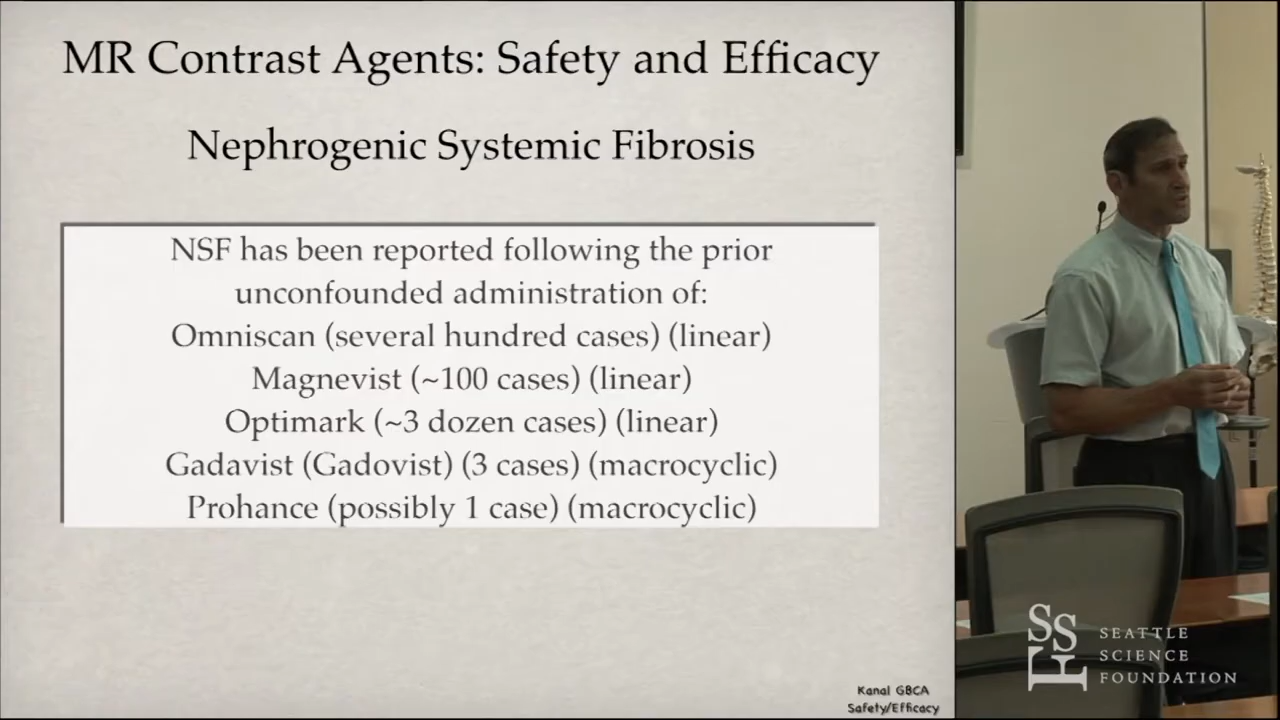 MR Contrast Agents: Safety and Efficacy
Nephrogenic Systemic Fibrosis
NSF has been reported following the prior
unconfounded administration of:
Omniscan (several hundred cases) (linear)
Magnevist (~100 cases) (linear)
Optimark (~3 dozen cases) (linear)
Gadavist (Gadovist) (3 cases) (macrocyclic)
Prohance (possibly 1 case) (macrocyclic)
Kanal GBCA
Safety/Efficacy
SSF
SEATTLE
SCIENCE
FOUNDATION